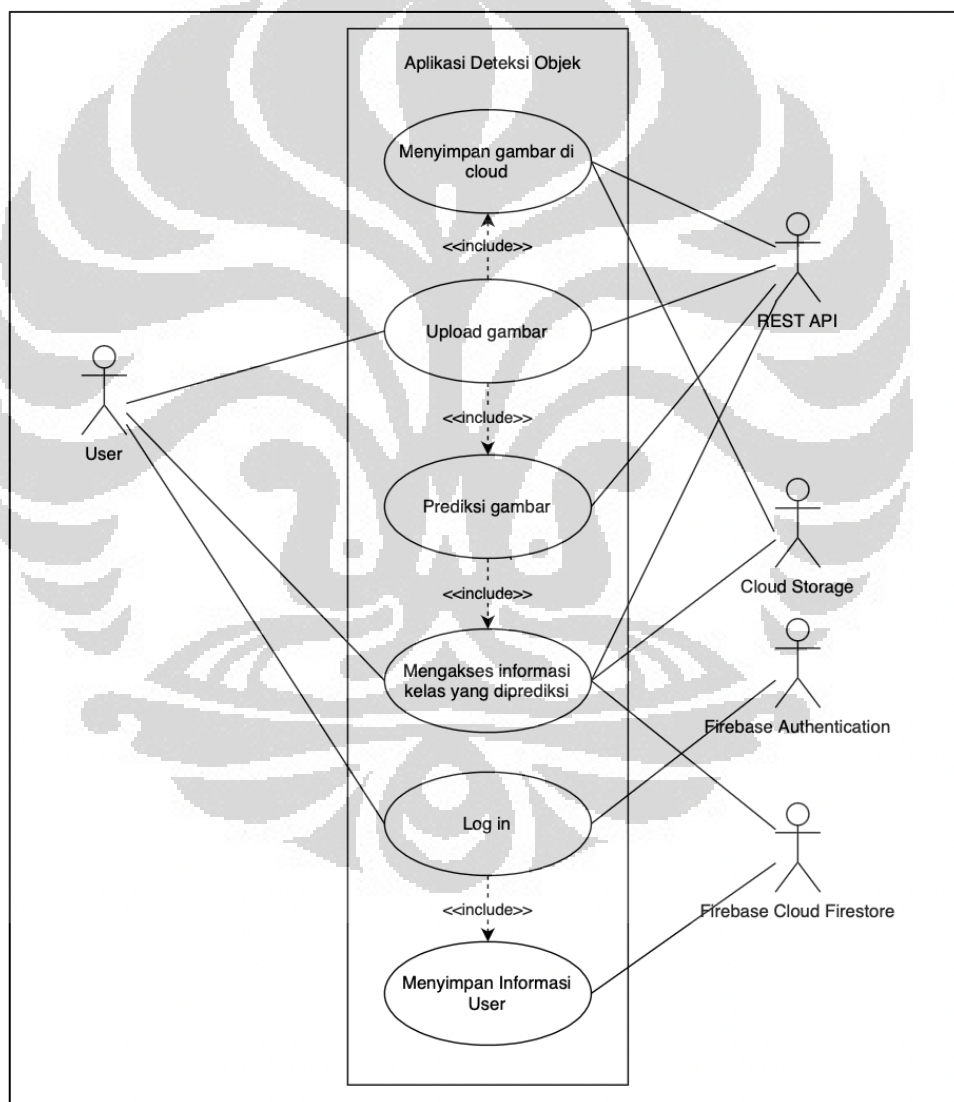 Aplikasi Deteksi Objek
Menyimpan gambar di
cloud
<<include>>
Upload gambar
REST API
<<include>>
User
Prediksi gambar
<<include>>
Cloud Storage
Mengakses informasi
kelas yang diprediksi
Firebase Authentication
Log in
<<include>>
Firebase Cloud Firestore
Menyimpan Informasi
User